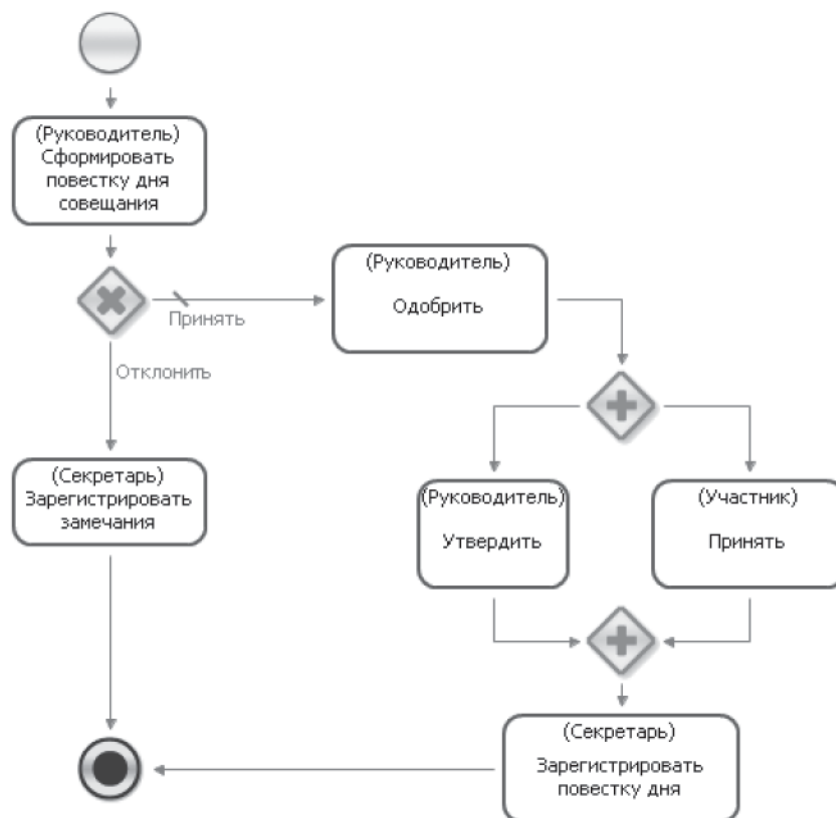 (Руководитель)
Сформировать
повестку дня
совещания
(Руководитель)
Одобрить
Принять
Отклонить
(Секретарь)
Зарегистрировать
замечания
(Руководитель)
Утвердить
(Участник)
Принять
(Секретарь)
Зарегистрировать
повестку дня